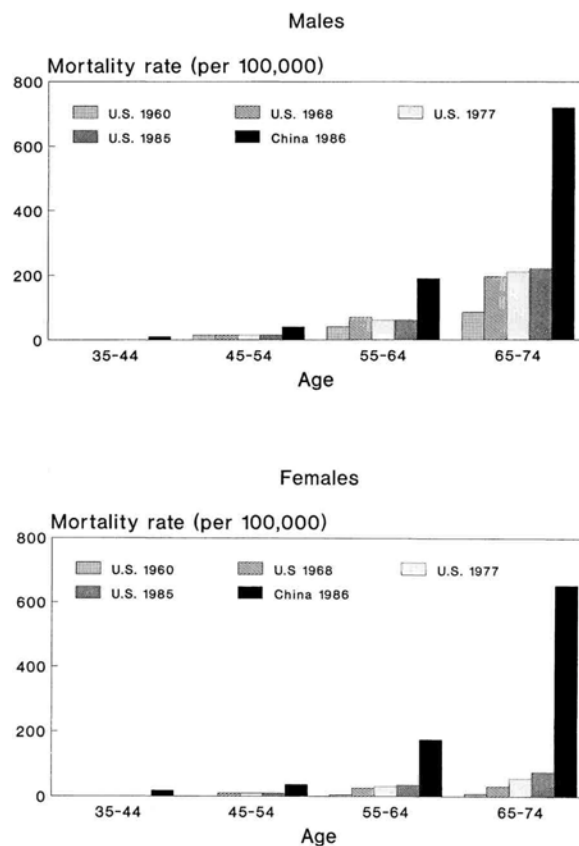 Males
Mortality rate (per 100,000)
800
U.S. 1960 U.S. 1968 U.S. 1977
U.S. 1985 China 1986
600
400
200
0
35-44 45-54 55-64 65-74
Age
Females
Mortality rate (per 100,000)
800
U.S. 1960 U.S 1968 U.S. 1977
U.S. 1985 China 1986
600
400
200
0
35-44 45-54 55-64 65-74
Age